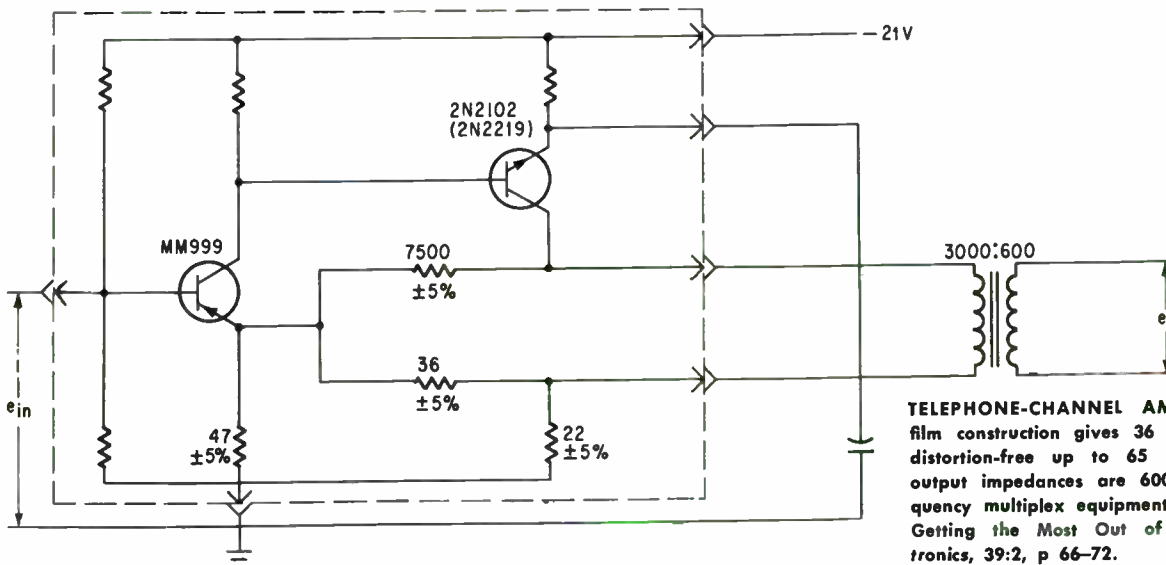 −21V
2N2102
(2N2219)
MM999
7500
±5%
3000:600
36
±5%
e
e in
47
±5%
22
±5%
TELEPHONE-CHANNEL AM
film construction gives 36
distortion-free up to 65
output impedances are 600
quency multiplex equipment
Getting the Most Out of
tronics, 39:2, p 66–72.